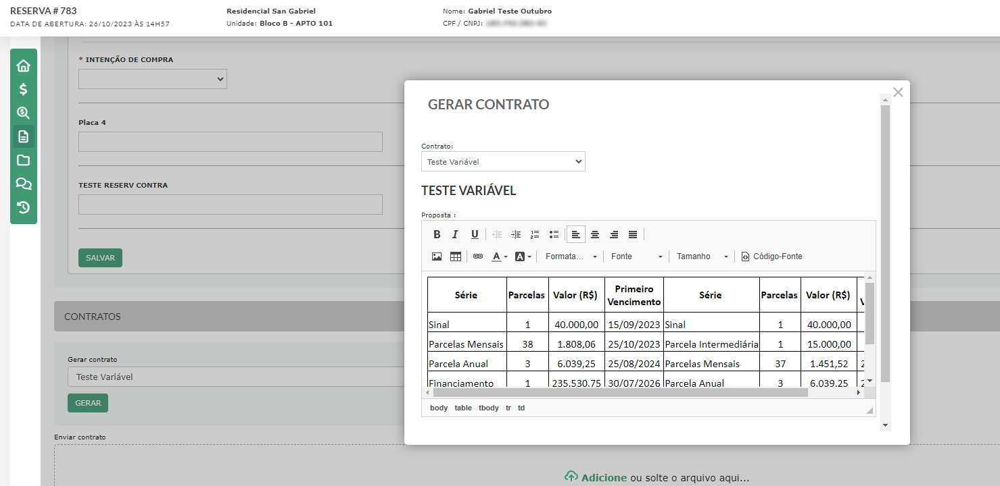 RESERVA # 783
DATA DE ABERTURA: 26/10/2023 ÀS 14H57
Residencial San Gabriel
Unidade: Bloco B - APTO 101
Nome: Gabriel Teste Outubro
CPF / CNPJ:
* INTENÇÃO DE COMPRA
Placa 4
TESTE RESERV CONTRA
SALVAR
CONTRATOS
Gerar contrato
Teste Variável
GERAR
Enviar contrato
Adicione ou solte o arquivo aqui...
GERAR CONTRATO
Contrato:
Teste Variável
TESTE VARIÁVEL
Proposta :
B I U
A A Formata... Fonte Tamanho Código-Fonte
Série Parcelas Valor (R$) Primeiro Vencimento Série Parcelas Valor (R$)
Sinal 1 40.000,00 15/09/2023 Sinal 1 40.000,00
Parcelas Mensais 38 1.808,06 25/10/2023 Parcela Intermediária 1 15.000,00
Parcela Anual 3 6.039,25 25/08/2024 Parcelas Mensais 37 1.451,52 2
Financiamento 1 235.530,75 30/07/2026 Parcela Anual 3 6.039,25 2
body table tbody tr td